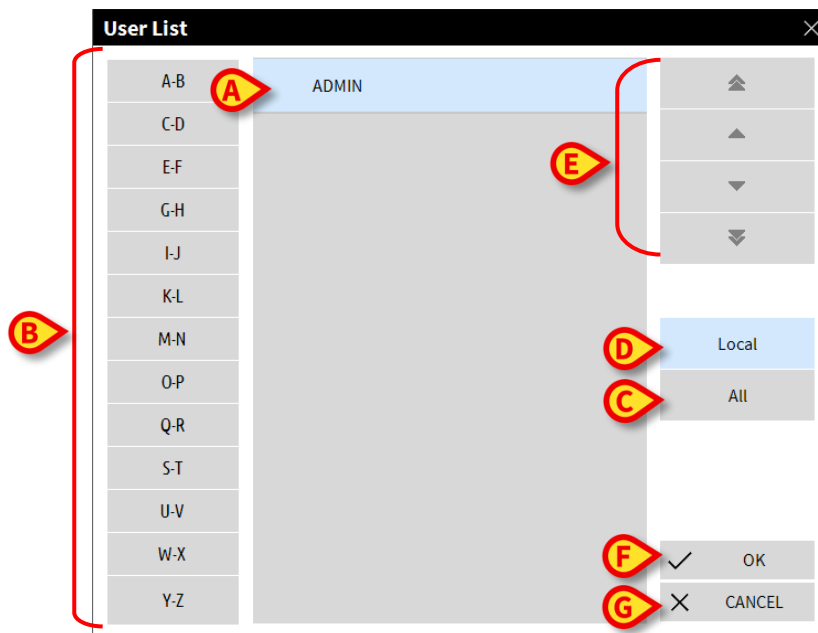 User List
A-B
A
ADMIN
C-D
E-F
E
G-H
I-J
K-L
B
M-N
D
Local
O-P
C
All
Q-R
S-T
U-V
W-X
F
OK
Y-Z
G
CANCEL